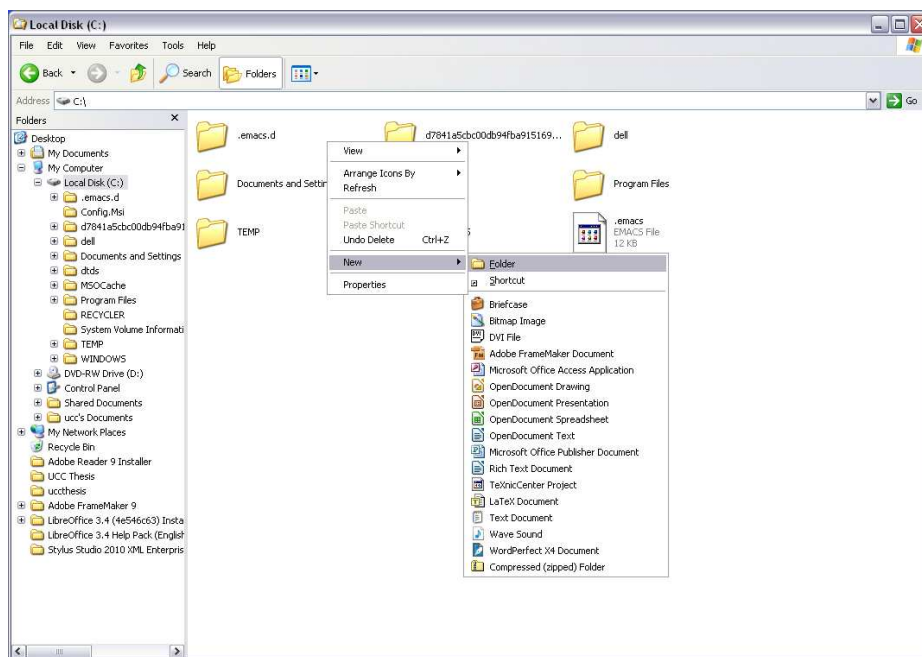 Local Disk (C:)
File Edit View Favorites Tools Help
Back Search Folders
Address C:\ Go
Folders
Desktop
My Documents
My Computer
Local Disk (C:)
.emacs.d
Config.Msi
d7841a5cbc00db94fba91
dell
Documents and Settings
dtds
MSOCache
Program Files
RECYCLER
System Volume Informati
TEMP
WINDOWS
DVD-RW Drive (D:)
Control Panel
Shared Documents
ucc's Documents
My Network Places
Recycle Bin
Adobe Reader 9 Installer
UCC Thesis
uccthesis
Adobe FrameMaker 9
LibreOffice 3.4 (4e546c63) Insta
LibreOffice 3.4 Help Pack (English
Stylus Studio 2010 XML Enterpris
.emacs.d
d7841a5cbc00db94fba915169...
dell
Documents and Settin
Program Files
TEMP
.emacs
EMACS File
12 KB
View
Arrange Icons By
Refresh
Paste
Paste Shortcut
Undo Delete Ctrl+Z
New
Properties
Folder
Shortcut
Briefcase
Bitmap Image
DVI File
Adobe FrameMaker Document
Microsoft Office Access Application
OpenDocument Drawing
OpenDocument Presentation
OpenDocument Spreadsheet
OpenDocument Text
Microsoft Office Publisher Document
Rich Text Document
TeXnicCenter Project
LaTeX Document
Text Document
Wave Sound
WordPerfect X4 Document
Compressed (zipped) Folder